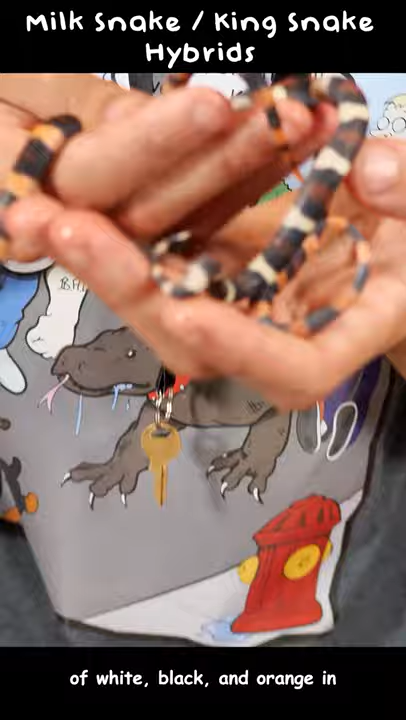 Milk Snake / King Snake
Hybrids
of white, black, and orange in